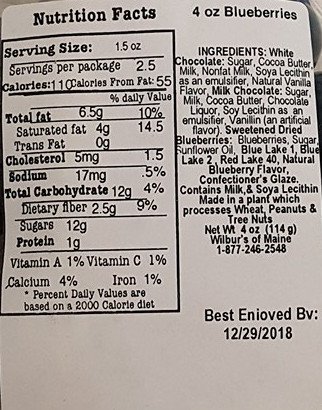 Nutrition Facts
Serving Size: 1.5 oz
Servings per package 2.5
Calories:110Calories From Fat: 55
% daily Value
Total fat 6.5g 10%
Saturated fat 4g 14.5
Trans Fat 0g
Cholesterol 5mg 1.5
Sodium 17mg .5%
Total Carbohydrate 12g 4%
Dietary fiber 2.5g 9%
Sugars 12g
Protein 1g
Vitamin A 1% Vitamin C 1%
Calcium 4% Iron 1%
* Percent Daily Values are
based on a 2000 Calorie diet
4 oz Blueberries
INGREDIENTS: White
Chocolate: Sugar, Cocoa Butter,
Milk, Nonfat Milk, Soya Lecithin
as an emulsifier, Natural Vanilla
Flavor, Milk Chocolate: Sugar,
Milk, Cocoa Butter, Chocolate
Liquor, Soy Lecithin as an
emulsifier, Vanillin (an artificial
flavor). Sweetened Dried
Blueberries: Blueberries, Sugar,
Sunflower Oil, Blue Lake 1, Blue
Lake 2, Red Lake 40, Natural
Blueberry Flavor,
Confectioner's Glaze.
Contains Milk,& Soya Lecithin
Made in a plant which
processes Wheat, Peanuts &
Tree Nuts
Net Wt 4 oz (114 g)
Wilbur's of Maine
1-877-246-2548
Best Enjoyed By:
12/29/2018